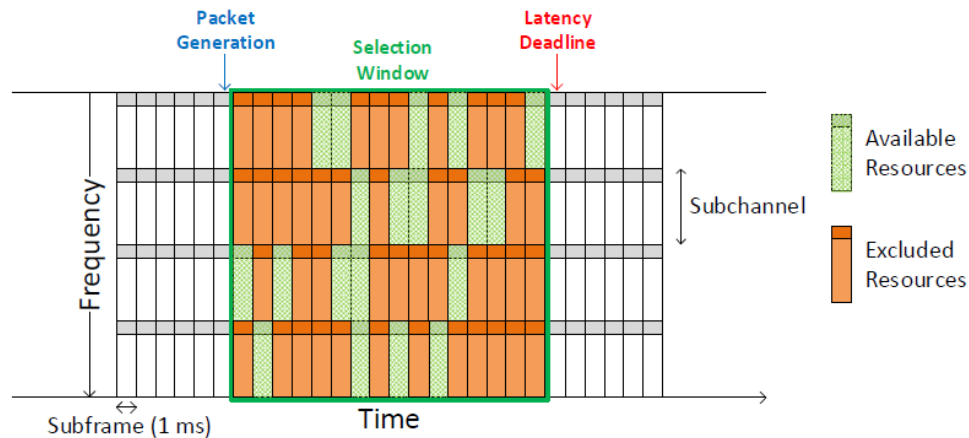 Packet
Generation
Selection
Window
Latency
Deadline
Frequency
Available
Resources
Subchannel
Excluded
Resources
Subframe (1 ms)
Time